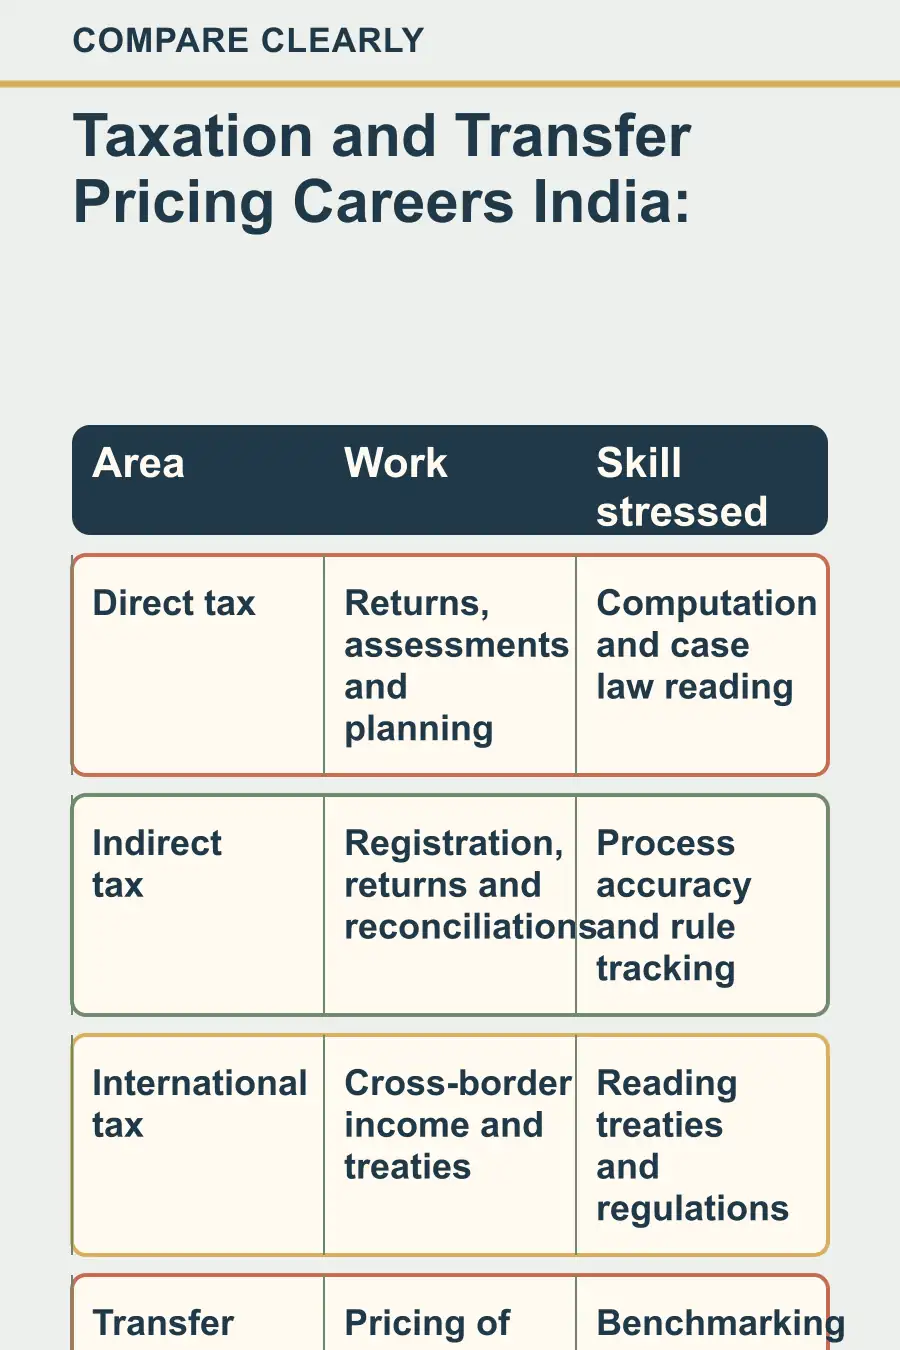 COMPARE CLEARLY
Taxation and Transfer
Pricing Careers India:
Area
Work
Skill
stressed
Direct tax
Returns,
assessments
and
planning
Computation
and case
law reading
Indirect
tax
Registration,
returns and
reconciliations
Process
accuracy
and rule
tracking
International
tax
Cross-border
income and
treaties
Reading
treaties
and
regulations
Transfer
Pricing of
Benchmarking